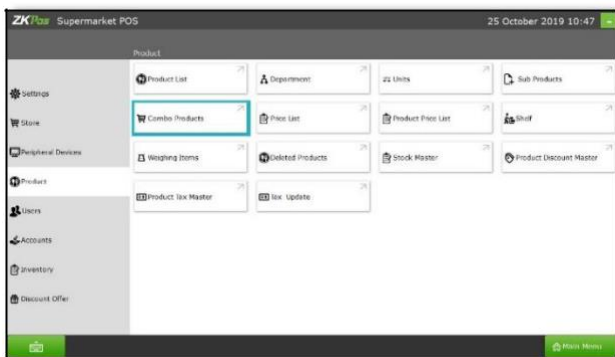 ZKPos Supermarket POS 25 October 2019 10:47
Product
Product List Department Units Sub Products
Settings
Combo Products Price List Product Price List Shelf
Store
Peripheral Devices
Weighing Items Deleted Products Stock Master Product Discount Master
Product
Product Tax Master Tax Update
Users
Accounts
Inventory
Discount Offer
Main Menu